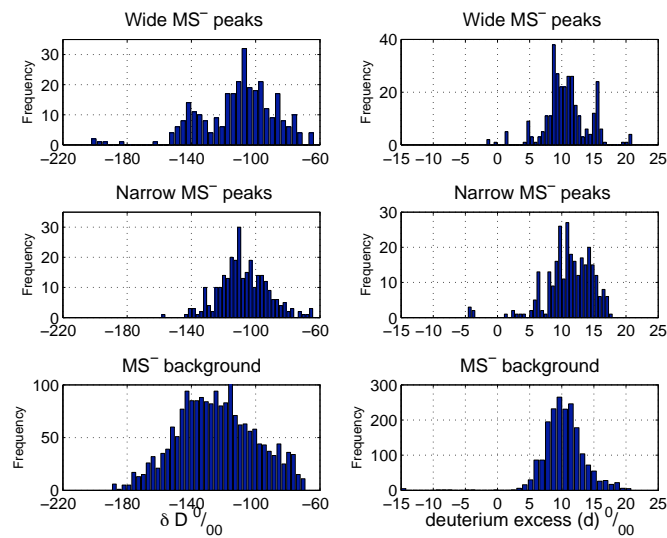 Wide MS⁻ peaks
Frequency
30
20
10
0
−220 −180 −140 −100 −60
Wide MS⁻ peaks
Frequency
40
20
0
−15 −10 −5 0 5 10 15 20 25
Narrow MS⁻ peaks
Frequency
30
20
10
0
−220 −180 −140 −100 −60
Narrow MS⁻ peaks
Frequency
30
20
10
0
−15 −10 −5 0 5 10 15 20 25
MS⁻ background
Frequency
100
50
0
−220 −180 −140 −100 −60
δ D ⁰/₀₀
MS⁻ background
Frequency
300
200
100
0
−15 −10 −5 0 5 10 15 20 25
deuterium excess (d) ⁰/₀₀